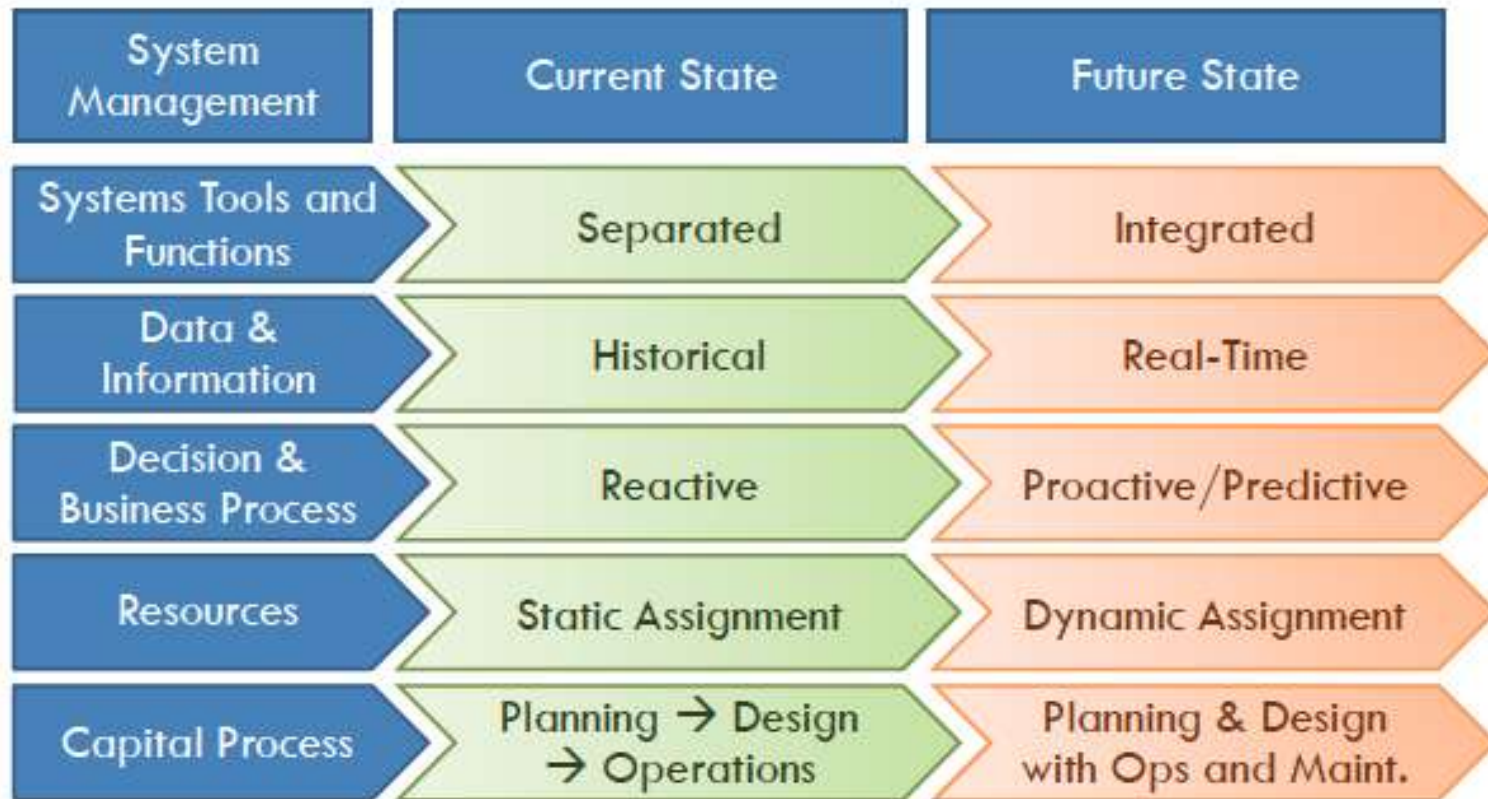 System
Management
Current State
Future State
Systems Tools and
Functions
Separated
Integrated
Data &
Information
Historical
Real-Time
Decision &
Business Process
Reactive
Proactive/Predictive
Resources
Static Assignment
Dynamic Assignment
Capital Process
Planning → Design
→ Operations
Planning & Design
with Ops and Maint.